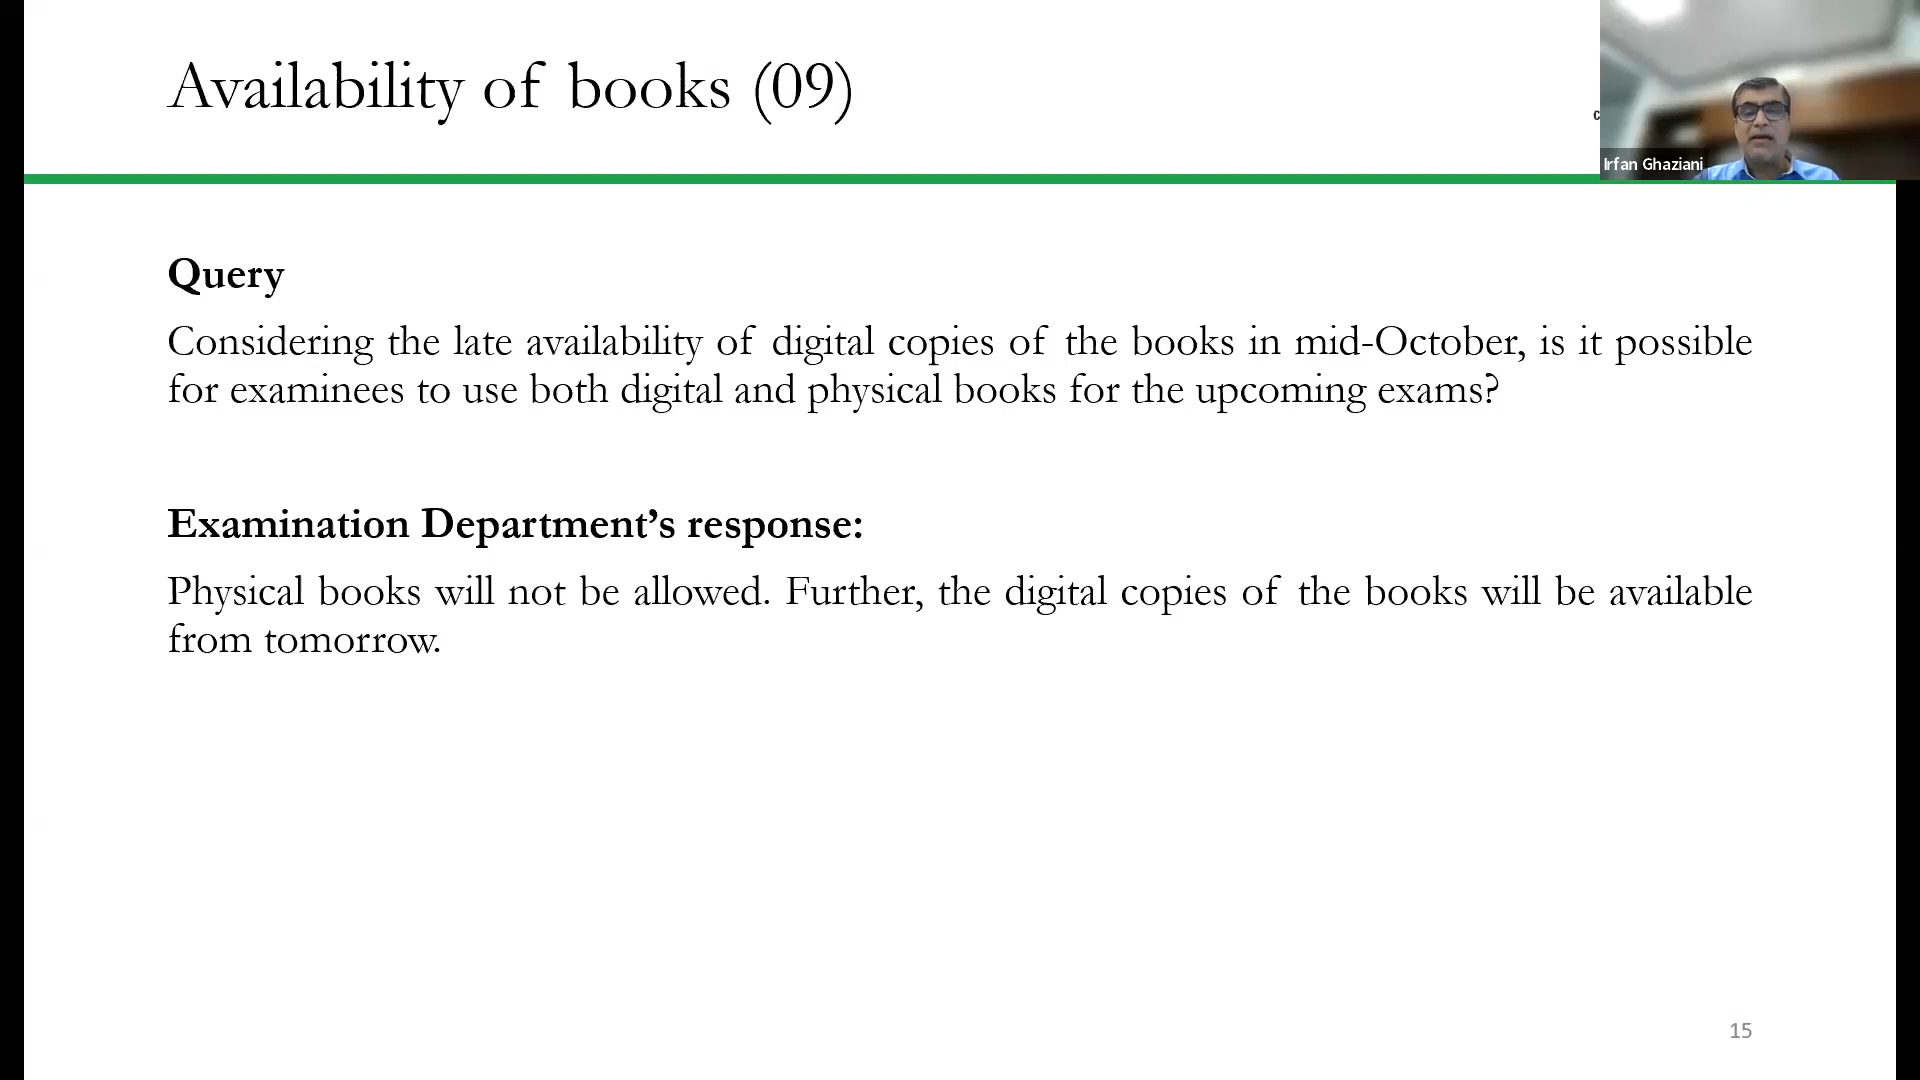 Availability of books (09)
c
Irfan Ghaziani
Query
Considering the late availability of digital copies of the books in mid-October, is it possible
for examinees to use both digital and physical books for the upcoming exams?
Examination Department’s response:
Physical books will not be allowed. Further, the digital copies of the books will be available
from tomorrow.
15